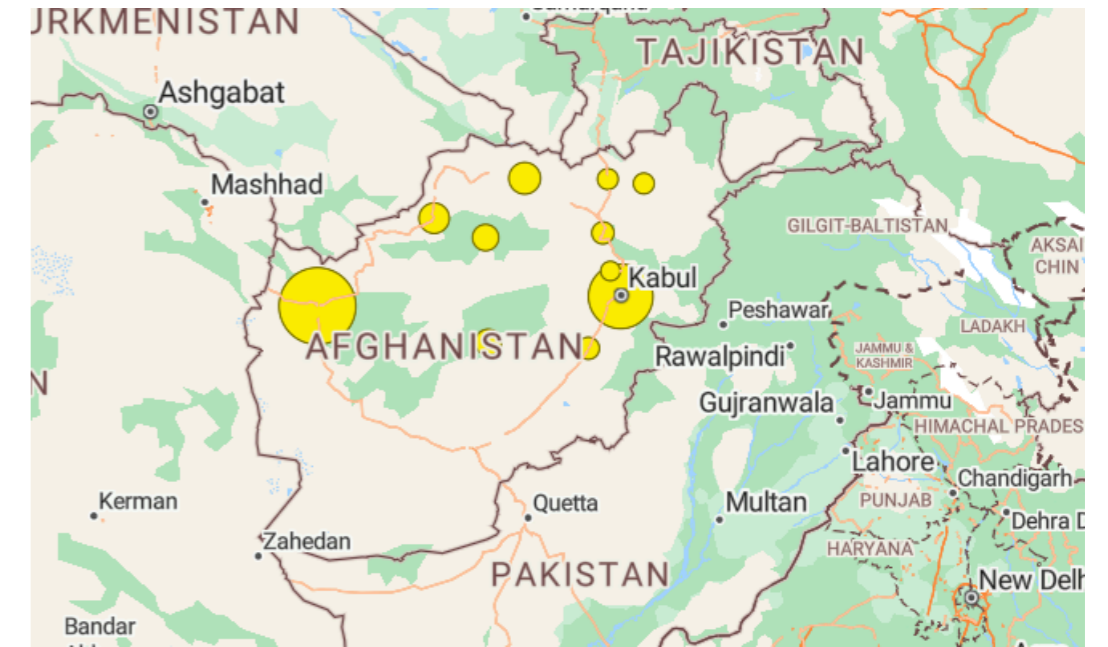 URKMENISTAN
TAJIKISTAN
Ashgabat
Mashhad
GILGIT-BALTISTAN
AKSAI
CHIN
Kabul
Peshawar
LADAKH
AFGHANISTAN
Rawalpindi
JAMMU &
KASHMIR
N
Gujranwala
Jammu
HIMACHAL PRADES
Lahore
Chandigarh
Kerman
Quetta
Multan
PUNJAB
Dehra D
Zahedan
HARYANA
PAKISTAN
New Delh
Bandar